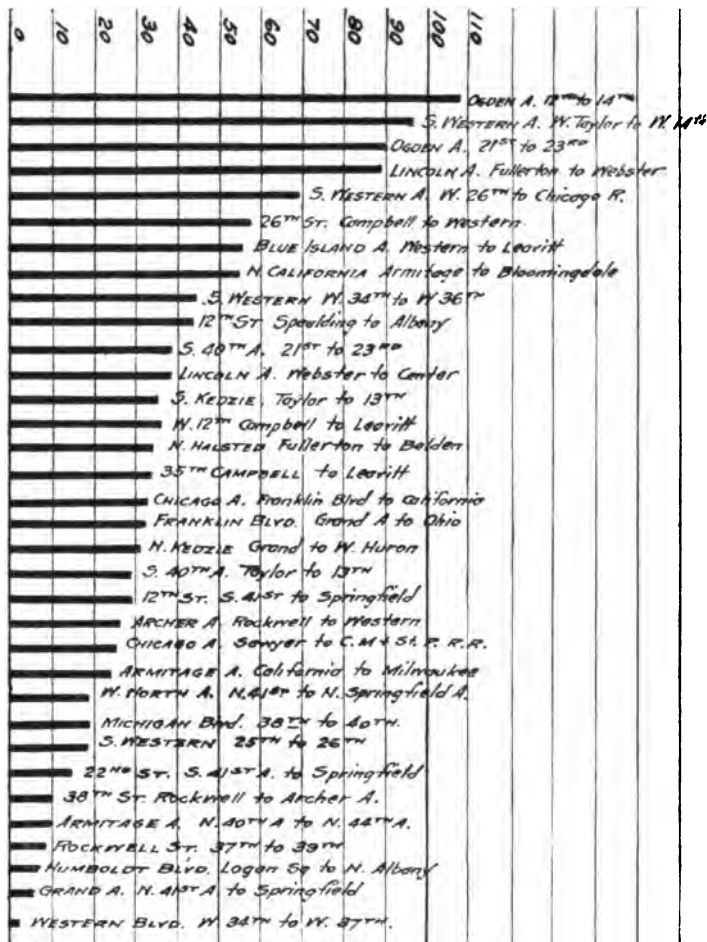 0 10 20 30 40 50 60 70 80 90 100 110
OGDEN A. 12TH to 14TH
S. WESTERN A. W. Taylor to W. 14th
OGDEN A. 21ST to 23RD
LINCOLN A. Fullerton to Webster
S. WESTERN A. W. 26TH to Chicago R.
26TH ST. Campbell to Western
BLUE ISLAND A. Western to Leavitt
N. CALIFORNIA Armitage to Bloomingdale
S. WESTERN W. 34TH to W 36TH
12TH ST Spaulding to Albany
S. 40TH A. 21ST to 23RD
LINCOLN A. Webster to Center
S. KEDZIE, Taylor to 13TH
W. 12TH Campbell to Leavitt
N. HALSTED Fullerton to Belden
35TH CAMPBELL to Leavitt
CHICAGO A. Franklin Blvd to California
FRANKLIN BLVD. Grand A to Ohio
N. KEDZIE Grand to W. Huron
S. 40TH A. Taylor to 13TH
12TH ST. S. 41ST to Springfield
ARCHER A. Rockwell to Western
CHICAGO A. Sawyer to C. M & St. P. R. R.
ARMITAGE A. California to Milwaukee
W. NORTH A. N. 41ST to N. Springfield A.
MICHIGAN Blvd. 38TH to 40TH.
S. WESTERN 25TH to 26TH
22ND ST. S. 41ST A. to Springfield
38TH ST. Rockwell to Archer A.
ARMITAGE A. N. 40TH A to N. 44TH A.
ROCKWELL ST. 37TH to 39TH
HUMBOLDT BLVD. Logan Sq to N. Albany
GRAND A. N. 41ST A to Springfield
WESTERN BLVD. W 34TH to W. 37TH.